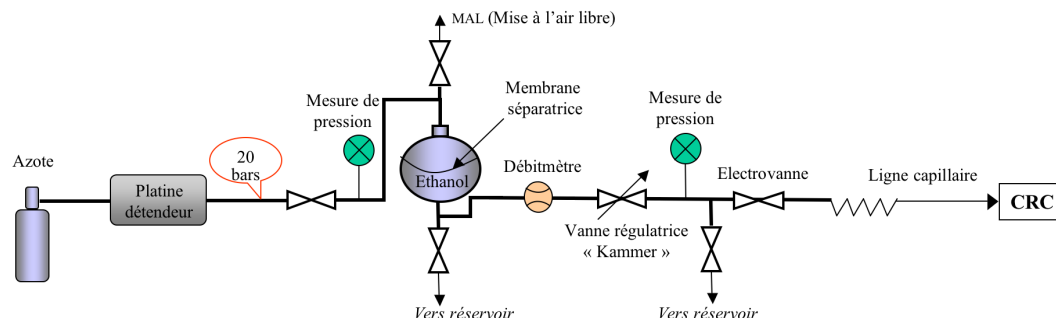 MAL (Mise à l'air libre)
Mesure de
pression
Membrane
séparatrice
Mesure de
pression
Azote
20
bars
Platine
détendeur
Ethanol
Débitmètre
Electrovanne
Ligne capillaire
CRC
Vanne régulatrice
« Kammer »
Vers réservoir
Vers réservoir